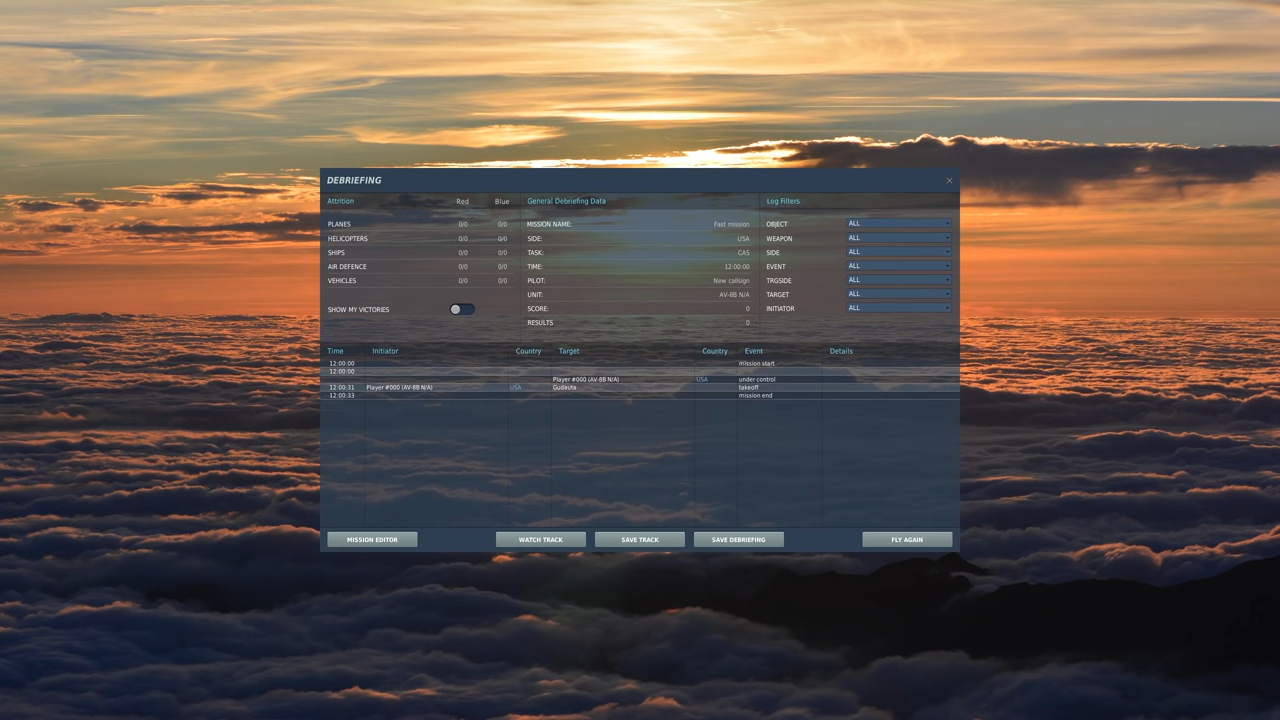 DEBRIEFING ×
Attrition Red Blue General Debriefing Data Log Filters
PLANES 0/0 0/0 MISSION NAME: Fast mission OBJECT ALL
HELICOPTERS 0/0 0/0 SIDE: USA WEAPON ALL
SHIPS 0/0 0/0 TASK: CAS SIDE ALL
AIR DEFENCE 0/0 0/0 TIME: 12:00:00 EVENT ALL
VEHICLES 0/0 0/0 PILOT: New callsign TRGSIDE ALL
UNIT: AV-8B N/A TARGET ALL
SHOW MY VICTORIES SCORE: 0 INITIATOR ALL
RESULTS 0
Time Initiator Country Target Country Event Details
12:00:00 mission start
12:00:00
Player #000 (AV-8B N/A) USA under control
12:00:31 Player #000 (AV-8B N/A) USA Gudauta takeoff
12:00:33 mission end
MISSION EDITOR WATCH TRACK SAVE TRACK SAVE DEBRIEFING FLY AGAIN